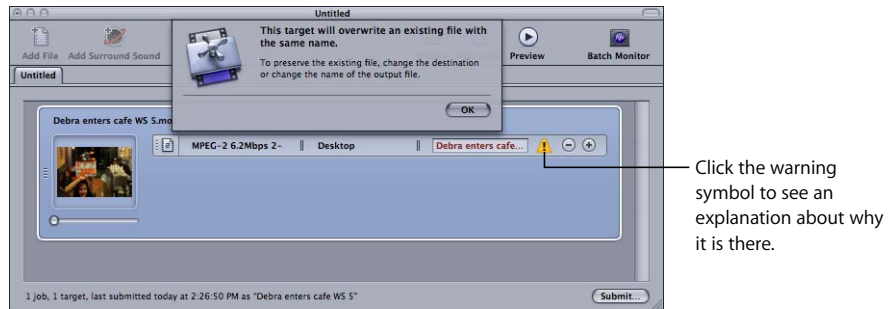 Untitled
This target will overwrite an existing file with
the same name.
To preserve the existing file, change the destination
or change the name of the output file.
OK
Add File
Add Surround Sound
Preview
Batch Monitor
Untitled
Debra enters cafe WS 5.mo
MPEG-2 6.2Mbps 2-
Desktop
Debra enters cafe...
Click the warning
symbol to see an
explanation about why
it is there.
1 job, 1 target, last submitted today at 2:26:50 PM as "Debra enters cafe WS 5"
Submit...